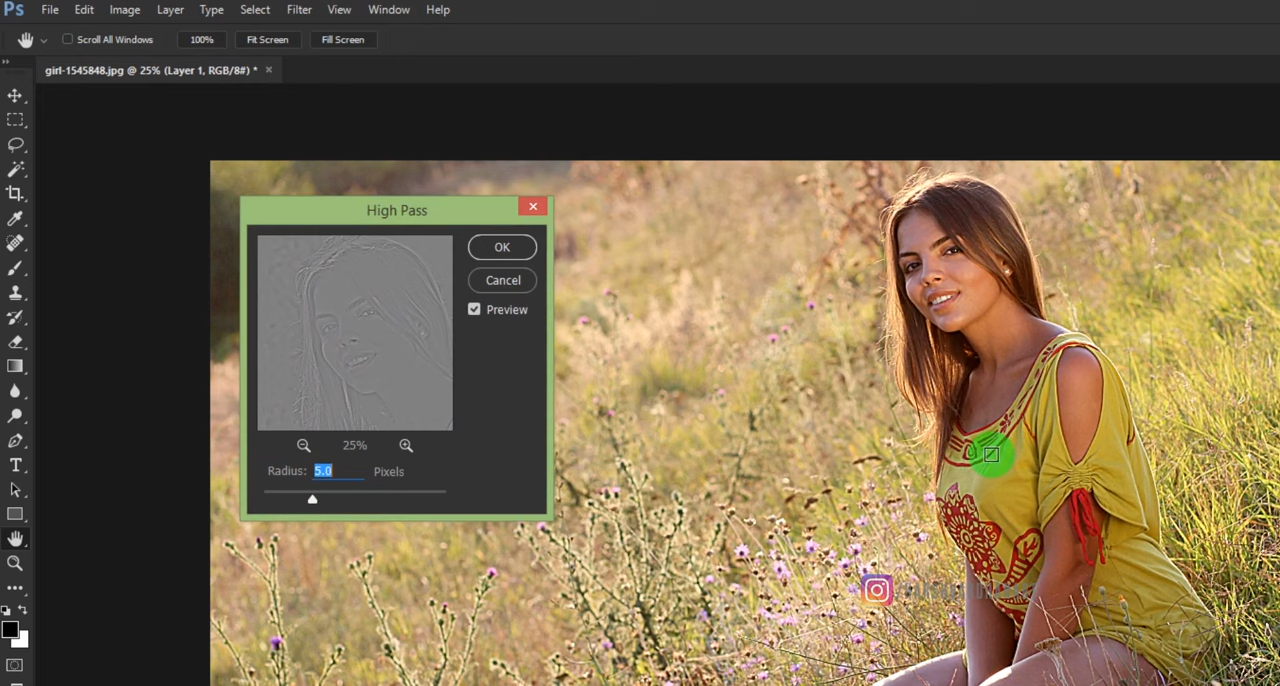 Ps File Edit Image Layer Type Select Filter View Window Help
Scroll All Windows 100% Fit Screen Fill Screen
girl-1545848.jpg @ 25% (Layer 1, RGB/8#) *
High Pass
OK
Cancel
Preview
25%
Radius: 5.0 Pixels
T